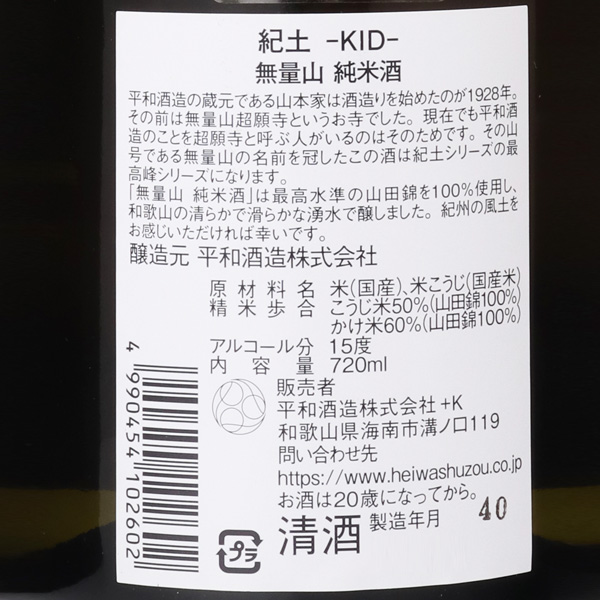 紀土 -KID-
無量山 純米酒
平和酒造の蔵元である山本家は酒造りを始めたのが1928年。
その前は無量山超願寺というお寺でした。現在でも平和酒
造のことを超願寺と呼ぶ人がいるのはそのためです。その山
号である無量山の名前を冠したこの酒は紀土シリーズの最
高峰シリーズになります。
「無量山 純米酒」は最高水準の山田錦を100%使用し、
和歌山の清らかで滑らかな湧水で醸しました。紀州の風土を
お感じいただければ幸いです。
醸造元 平和酒造株式会社
原材料名 米(国産)、米こうじ(国産米)
精米歩合 こうじ米50%(山田錦100%)
かけ米60%(山田錦100%)
アルコール分 15度
内容量 720ml
販売者
平和酒造株式会社+K
和歌山県海南市溝ノ口119
問い合わせ先
https://www.heiwashuzou.co.jp
お酒は20歳になってから。
プラ 清酒 製造年月 40
4 990454 102602